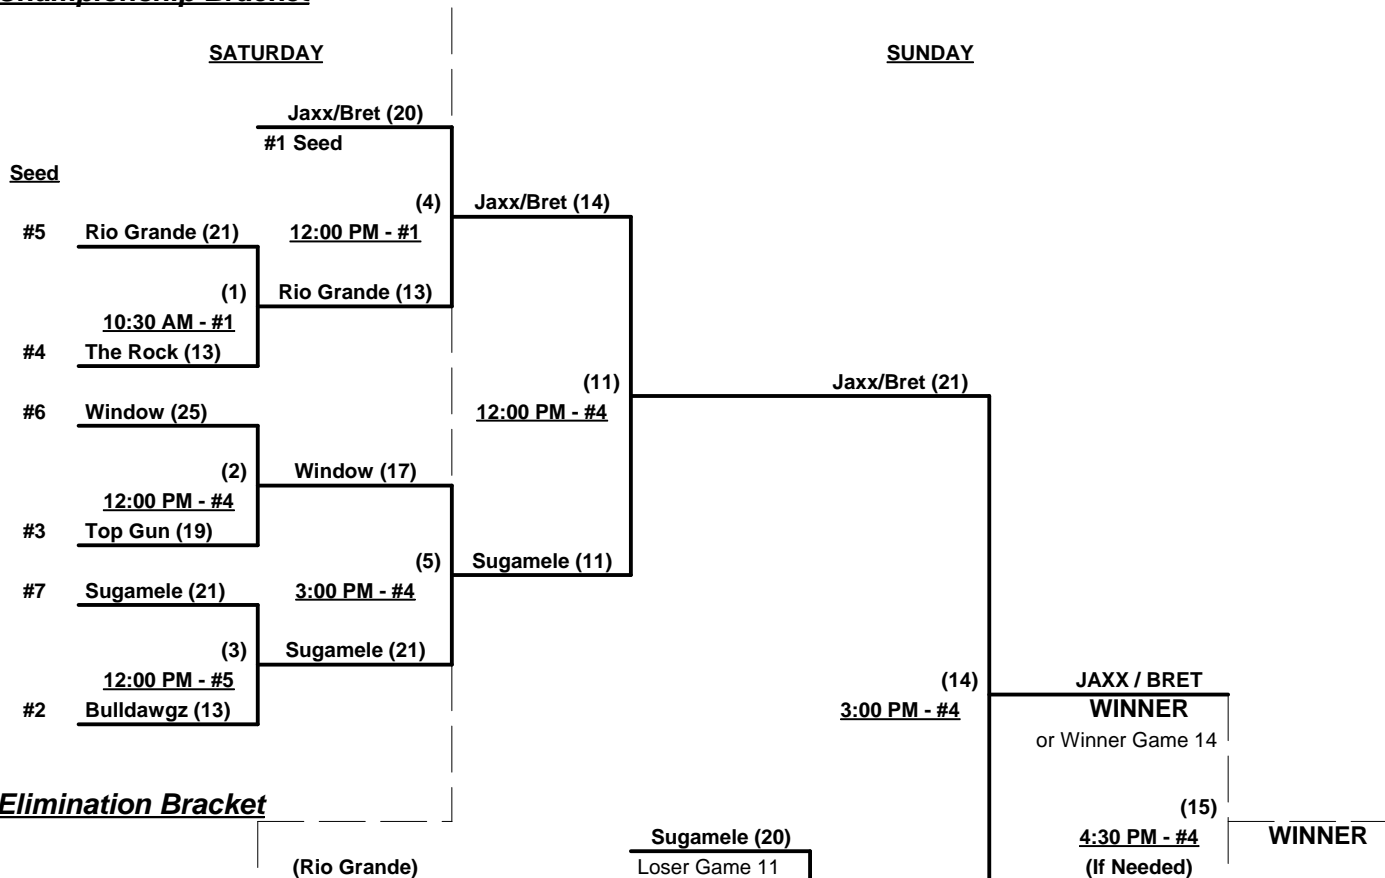 Championship Bracket
SATURDAY
SUNDAY
Jaxx/Bret (20)
#1 Seed
Seed
(4)
Jaxx/Bret (14)
#5
Rio Grande (21)
12:00 PM - #1
(1)
Rio Grande (13)
10:30 AM - #1
#4
The Rock (13)
(11)
Jaxx/Bret (21)
#6
Window (25)
12:00 PM - #4
(2)
Window (17)
12:00 PM - #4
#3
Top Gun (19)
(5)
Sugamele (11)
#7
Sugamele (21)
3:00 PM - #4
(3)
Sugamele (21)
12:00 PM - #5
(14)
JAXX / BRET
#2
Bulldawgz (13)
3:00 PM - #4
WINNER
or Winner Game 14
Elimination Bracket
(15)
Sugamele (20)
4:30 PM - #4
WINNER
(Rio Grande)
Loser Game 11
(If Needed)